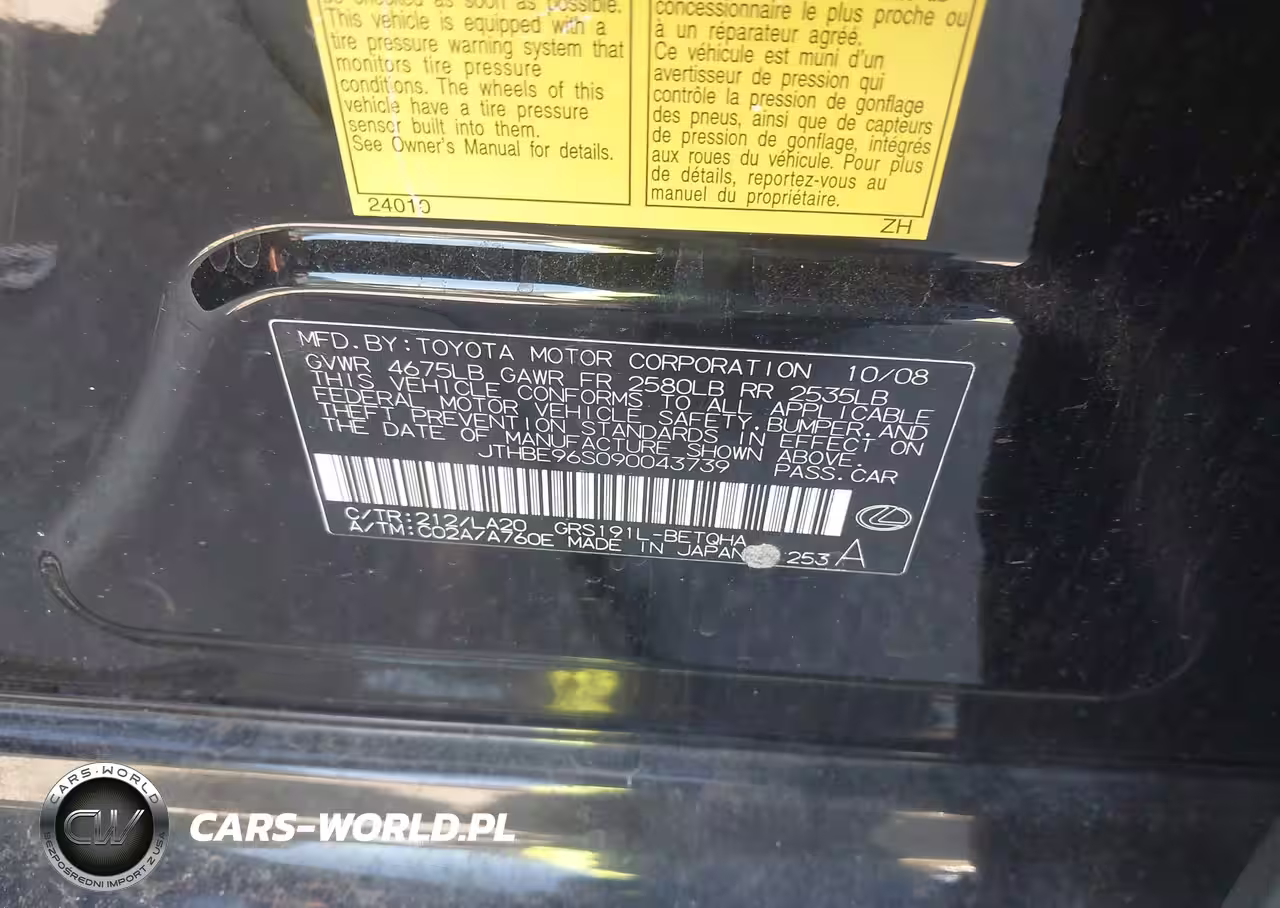 be checked as soon as possible.
This vehicle is equipped with a
tire pressure warning system that
monitors tire pressure
conditions. The wheels of this
vehicle have a tire pressure
sensor built into them.
See Owner's Manual for details.
24010
concessionnaire le plus proche ou
à un réparateur agréé.
Ce véhicule est muni d'un
avertisseur de pression qui
contrôle la pression de gonflage
des pneus, ainsi que de capteurs
de pression de gonflage, intégrés
aux roues du véhicule. Pour plus
de détails, reportez-vous au
manuel du propriétaire.
ZH
MFD.BY:TOYOTA MOTOR CORPORATION 10/08
GVWR 4675LB GAWR FR 2580LB RR 2535LB
THIS VEHICLE CONFORMS TO ALL APPLICABLE
FEDERAL MOTOR VEHICLE SAFETY,BUMPER,AND
THEFT PREVENTION STANDARDS IN EFFECT ON
THE DATE OF MANUFACTURE SHOWN ABOVE.
JTHBE96S090043739 PASS.CAR
C/TR:212/LA20 GRS191L-BETQHA
A/TM:C02A/A760E MADE IN JAPAN 253 A
CARS-WORLD
CW
BEZPOŚREDNI IMPORT Z USA
CARS-WORLD.PL